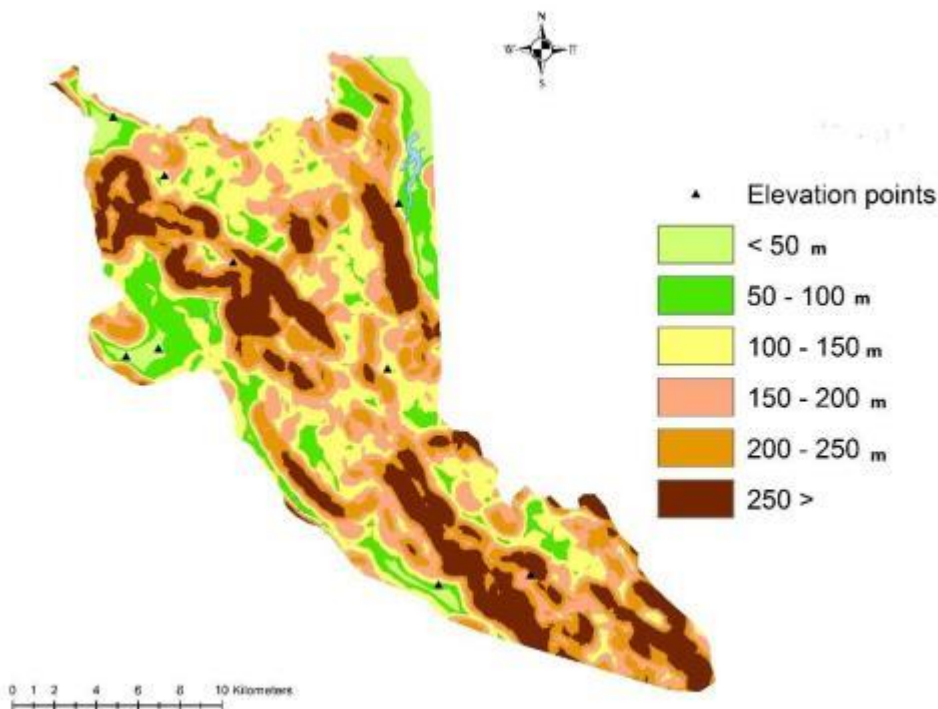 N
W
S
Elevation points
< 50 m
50 - 100 m
100 - 150 m
150 - 200 m
200 - 250 m
250 >
0 1 2 4 6 8 10 Kilometers